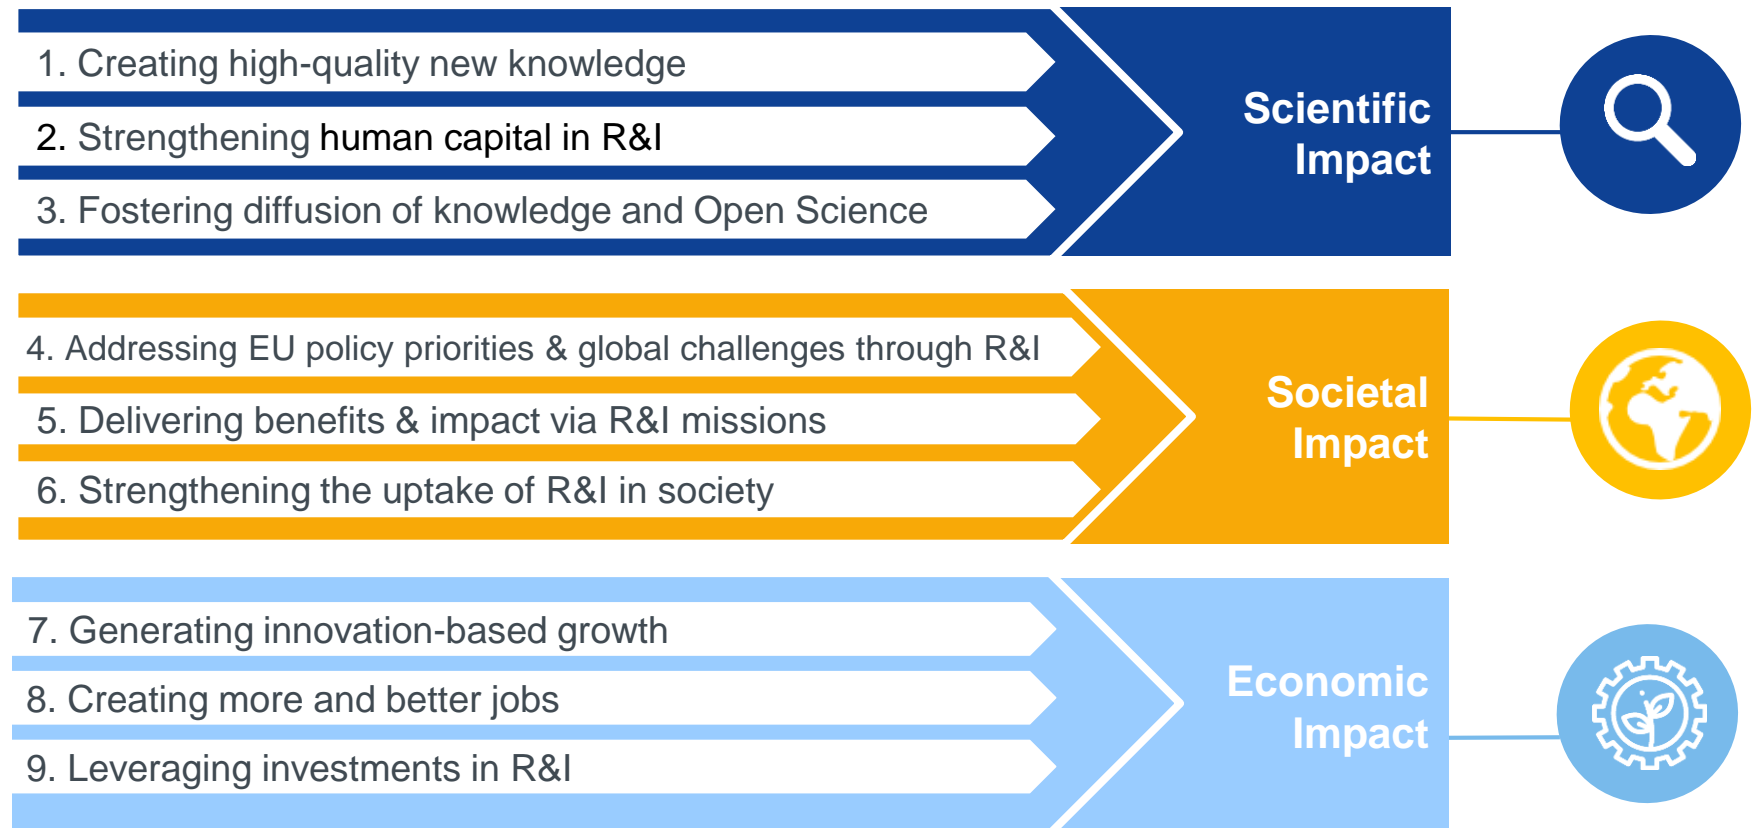 1. Creating high-quality new knowledge
2. Strengthening human capital in R&I
3. Fostering diffusion of knowledge and Open Science
Scientific
Impact
4. Addressing EU policy priorities & global challenges through R&I
5. Delivering benefits & impact via R&I missions
6. Strengthening the uptake of R&I in society
Societal
Impact
7. Generating innovation-based growth
8. Creating more and better jobs
9. Leveraging investments in R&I
Economic
Impact